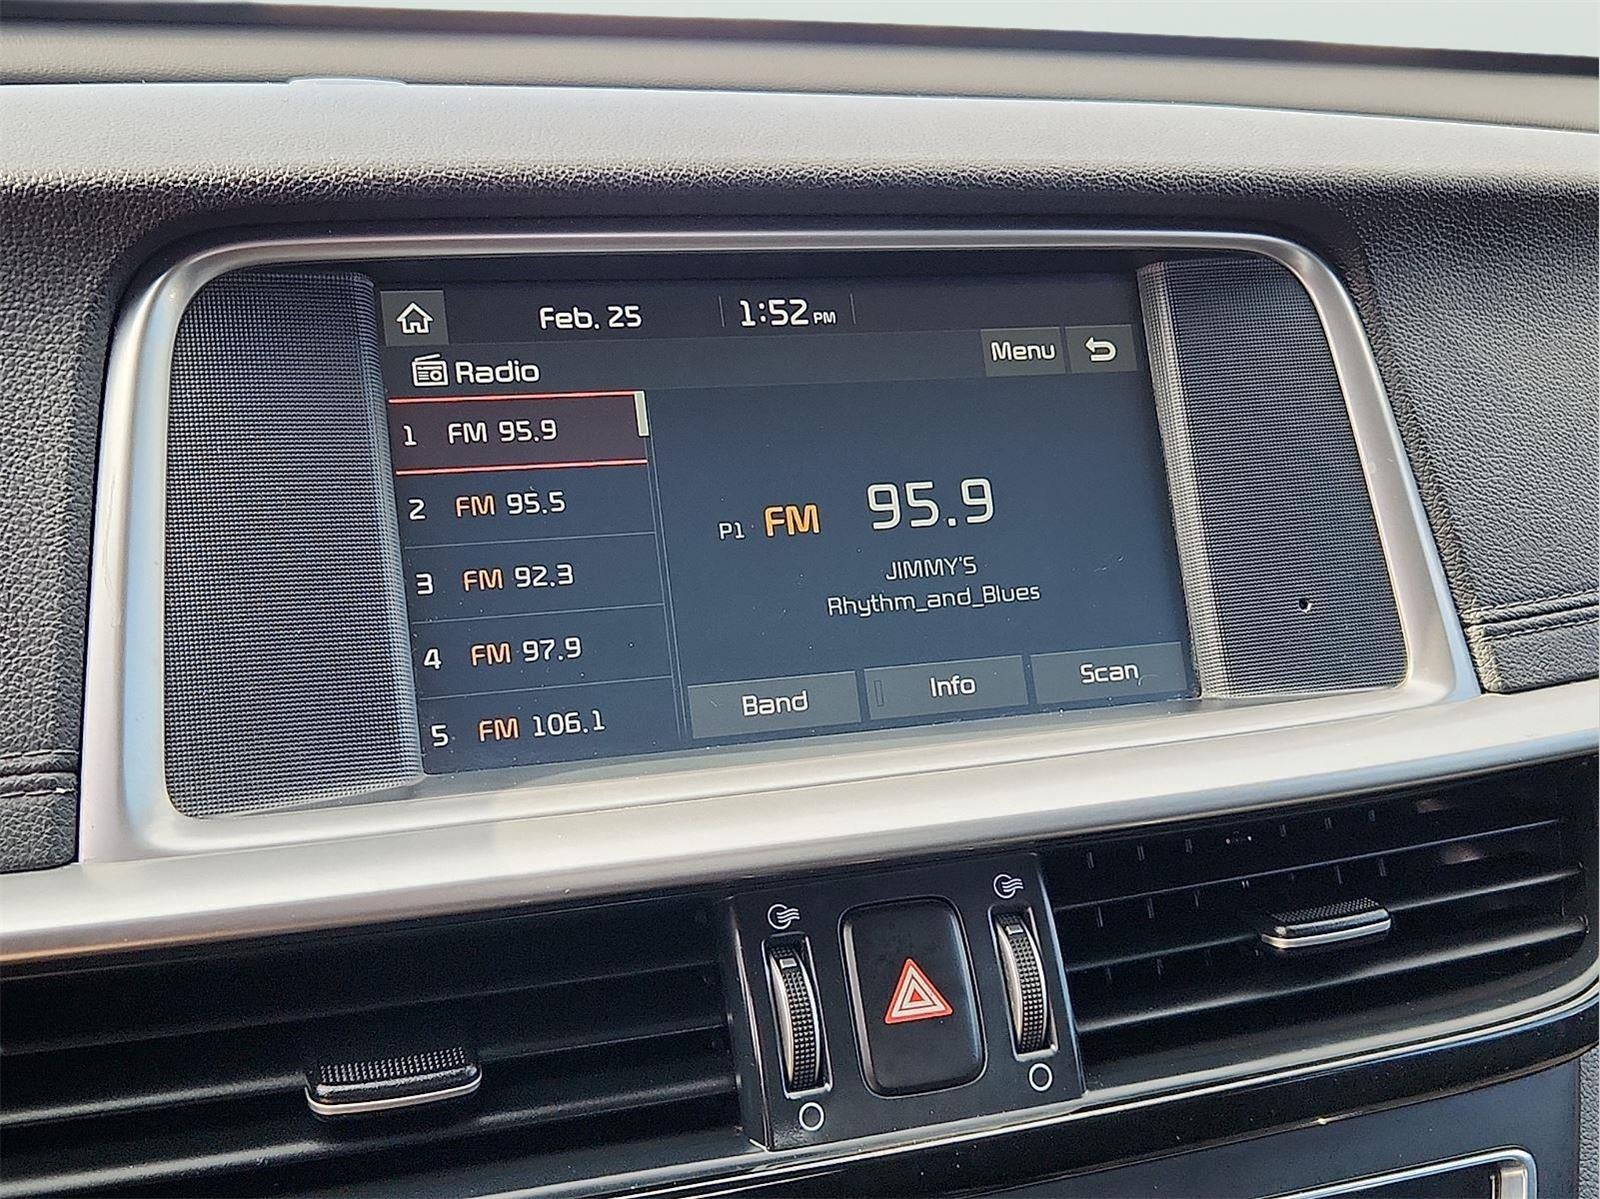 Feb. 25 1:52 PM
Radio Menu
1 FM 95.9
2 FM 95.5
3 FM 92.3
4 FM 97.9
5 FM 106.1
P1 FM 95.9
JIMMY'S
Rhythm_and_Blues
Band Info Scan